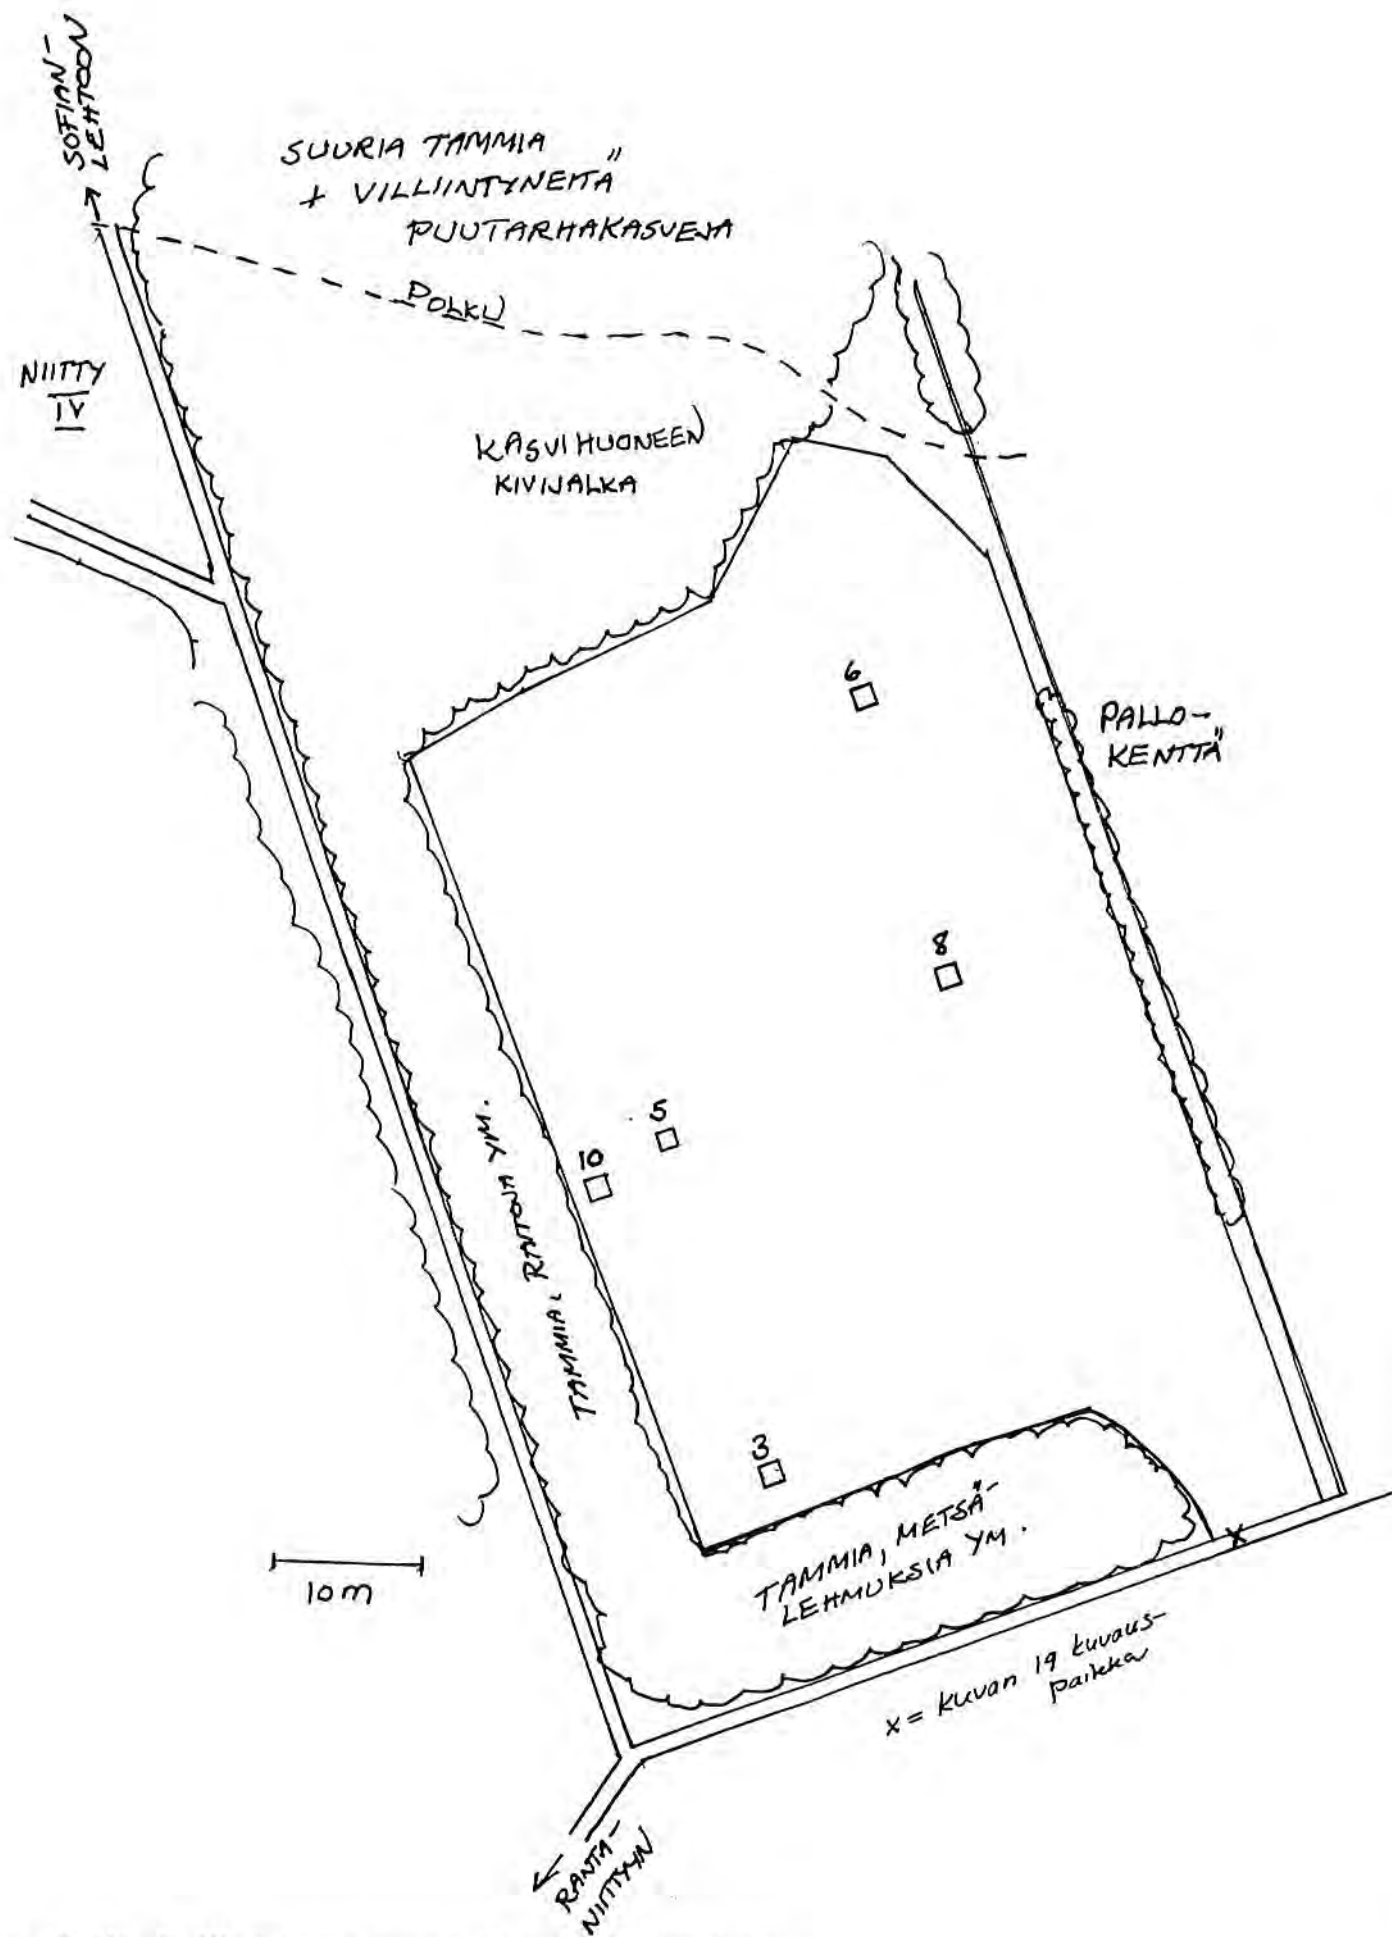 SOFIAN-
LEHTOON
SUURIA TAMMIA
+ VILLIINTYNEITÄ
PUUTARHAKASVEJA
POLKU
NIITTY
IV
KASVIHUONEEN
KIVIJALKA
6
PALLO-
KENTTÄ
8
5
10
TAMMIA, RAITOJA YM.
3
TAMMIA, METSÄ-
LEHMUKSIA YM.
X
10m
x = kuvan 19 kuvaus-
paikka
RANTA-
NIITTYYN